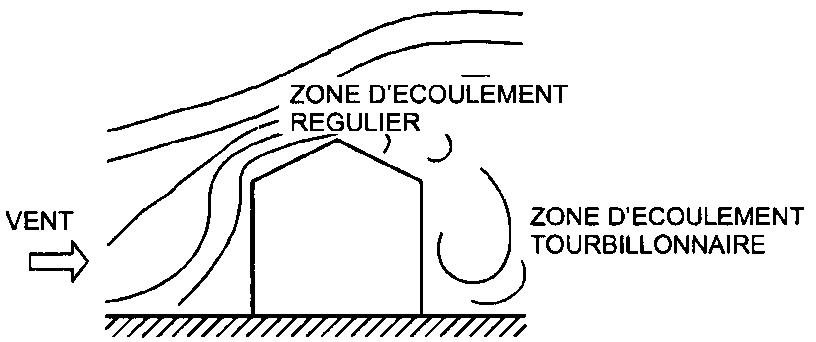 ZONE D'ECOULEMENT
REGULIER
VENT
ZONE D'ECOULEMENT
TOURBILLONNAIRE